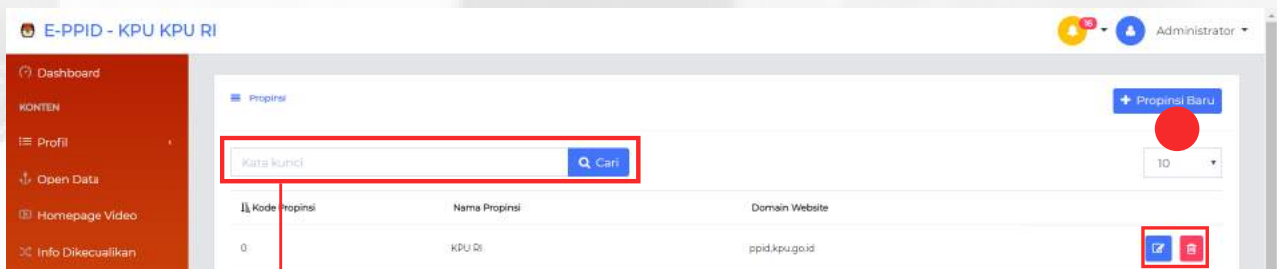 E-PPID - KPU KPU RI
16
Administrator
Dashboard
KONTEN
Profil
Open Data
Homepage Video
Info Dikecualikan
Propinsi
+ Propinsi Baru
Kata kunci
Cari
10
Kode Propinsi Nama Propinsi Domain Website
0 KPU RI ppid.kpu.go.id